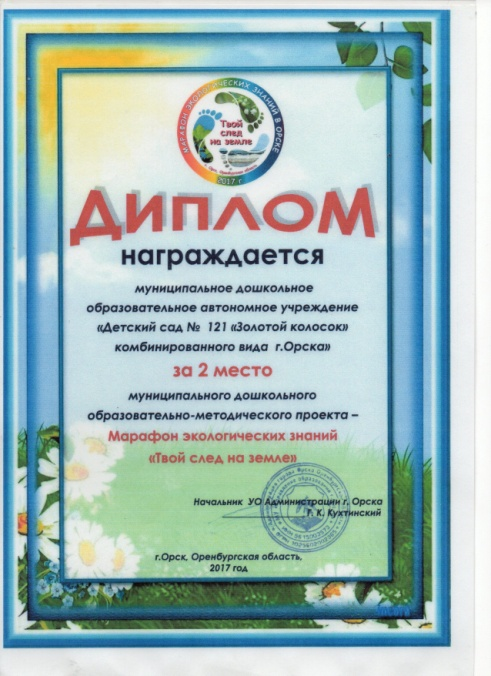 МАРАФОН ЭКОЛОГИЧЕСКИХ ЗНАНИЙ В ОРСКЕ
Твой
след
на земле
2017 г.
ДИПЛОМ
награждается
муниципальное дошкольное
образовательное автономное учреждение
«Детский сад № 121 «Золотой колосок»
комбинированного вида г.Орска»
за 2 место
муниципального дошкольного
образовательно-методического проекта –
Марафон экологических знаний
«Твой след на земле»
Начальник УО Администрации г. Орска
Г. К. Кухтинский
г.Орск, Оренбургская область.
2017 год